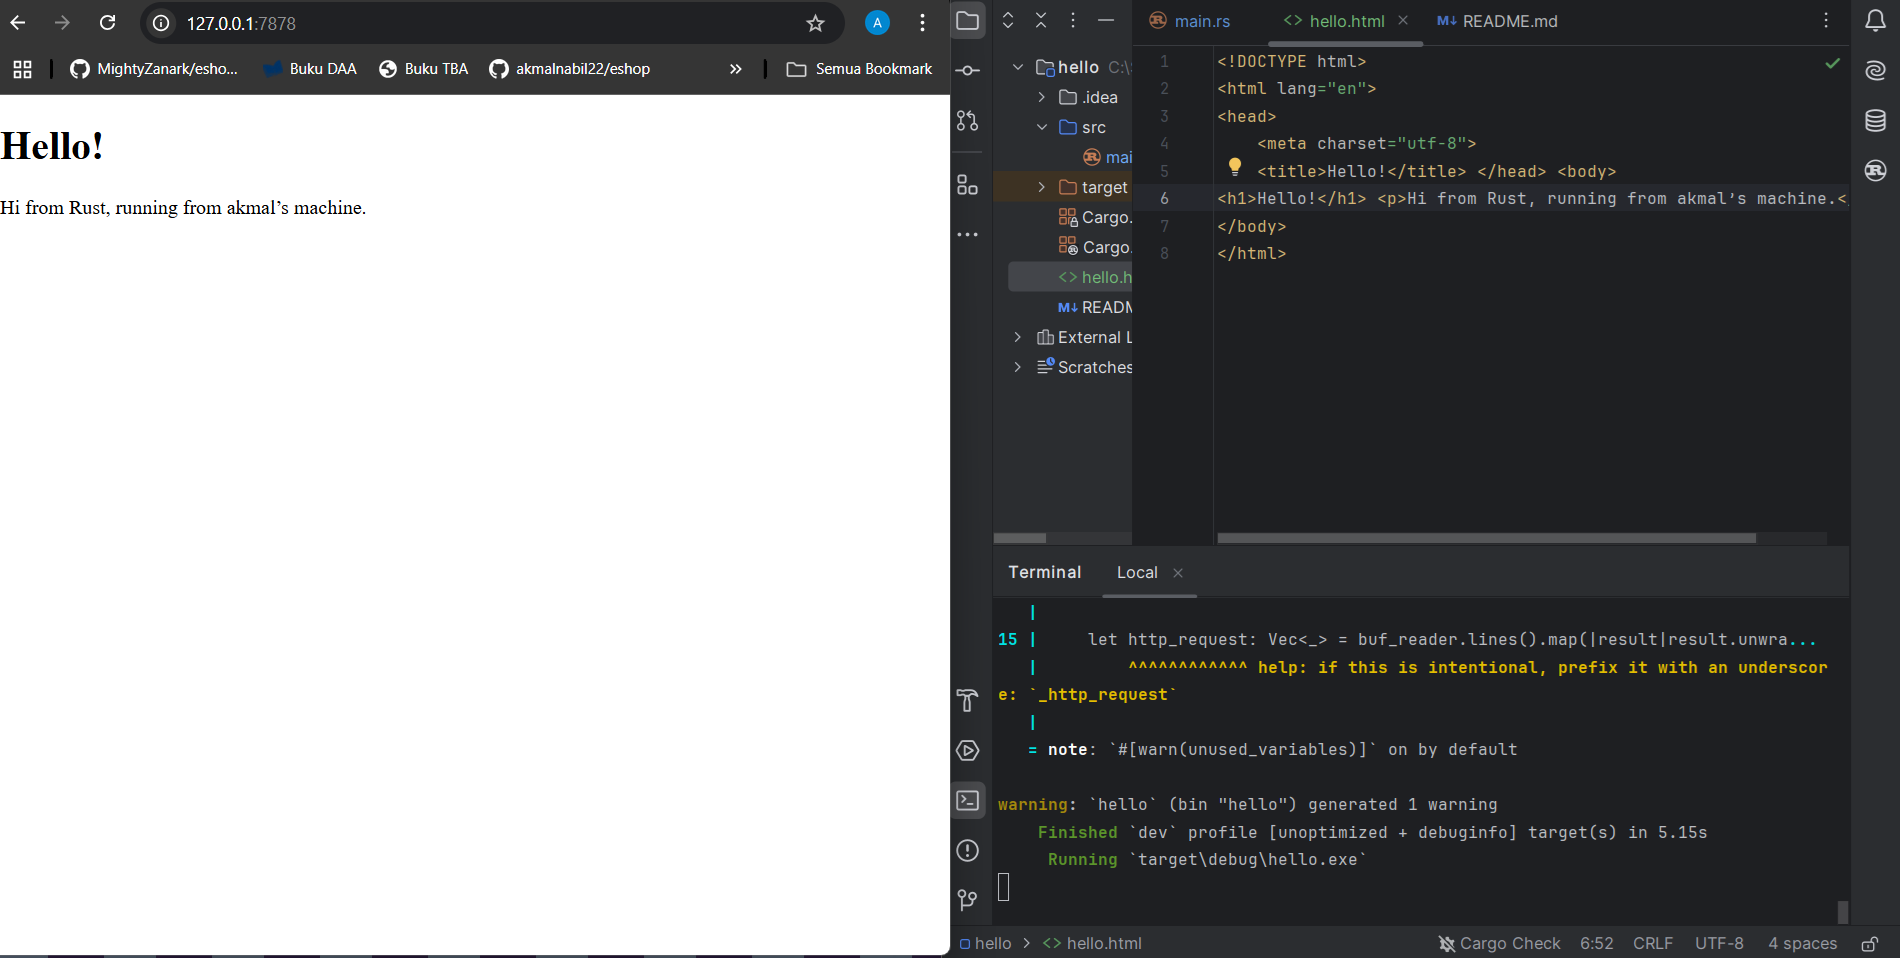 127.0.0.1:7878
A
MightyZanark/esho...
Buku DAA
Buku TBA
akmalnabil22/eshop
»
Semua Bookmark
Hello!
Hi from Rust, running from akmal’s machine.
hello C:\
.idea
src
mai
target
Cargo.
Cargo.
<> hello.h
M↓ READM
External L
Scratches
main.rs
<> hello.html ×
M↓ README.md
1 <!DOCTYPE html>
2 <html lang="en">
3 <head>
4 <meta charset="utf-8">
5 <title>Hello!</title> </head> <body>
6 <h1>Hello!</h1> <p>Hi from Rust, running from akmal’s machine.<
7 </body>
8 </html>
Terminal Local ×
|
15 | let http_request: Vec<_> = buf_reader.lines().map(|result|result.unwra...
| ^^^^^^^^^^^^ help: if this is intentional, prefix it with an underscor
e: `_http_request`
|
= note: `#[warn(unused_variables)]` on by default
warning: `hello` (bin "hello") generated 1 warning
Finished `dev` profile [unoptimized + debuginfo] target(s) in 5.15s
Running `target\debug\hello.exe`
hello > <> hello.html
Cargo Check 6:52 CRLF UTF-8 4 spaces